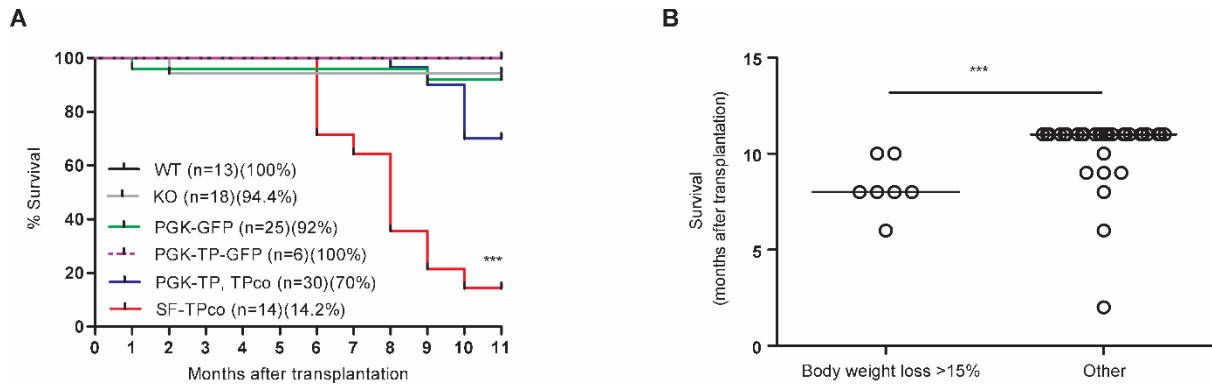 A
100
80
60
40
20
0
% Survival
WT (n=13)(100%)
KO (n=18)(94.4%)
PGK-GFP (n=25)(92%)
PGK-TP-GFP (n=6)(100%)
PGK-TP, TPco (n=30)(70%)
SF-TPco (n=14)(14.2%)
***
0 1 2 3 4 5 6 7 8 9 10 11
Months after transplantation
B
***
15
10
5
0
Survival
(months after transplantation)
Body weight loss >15% Other